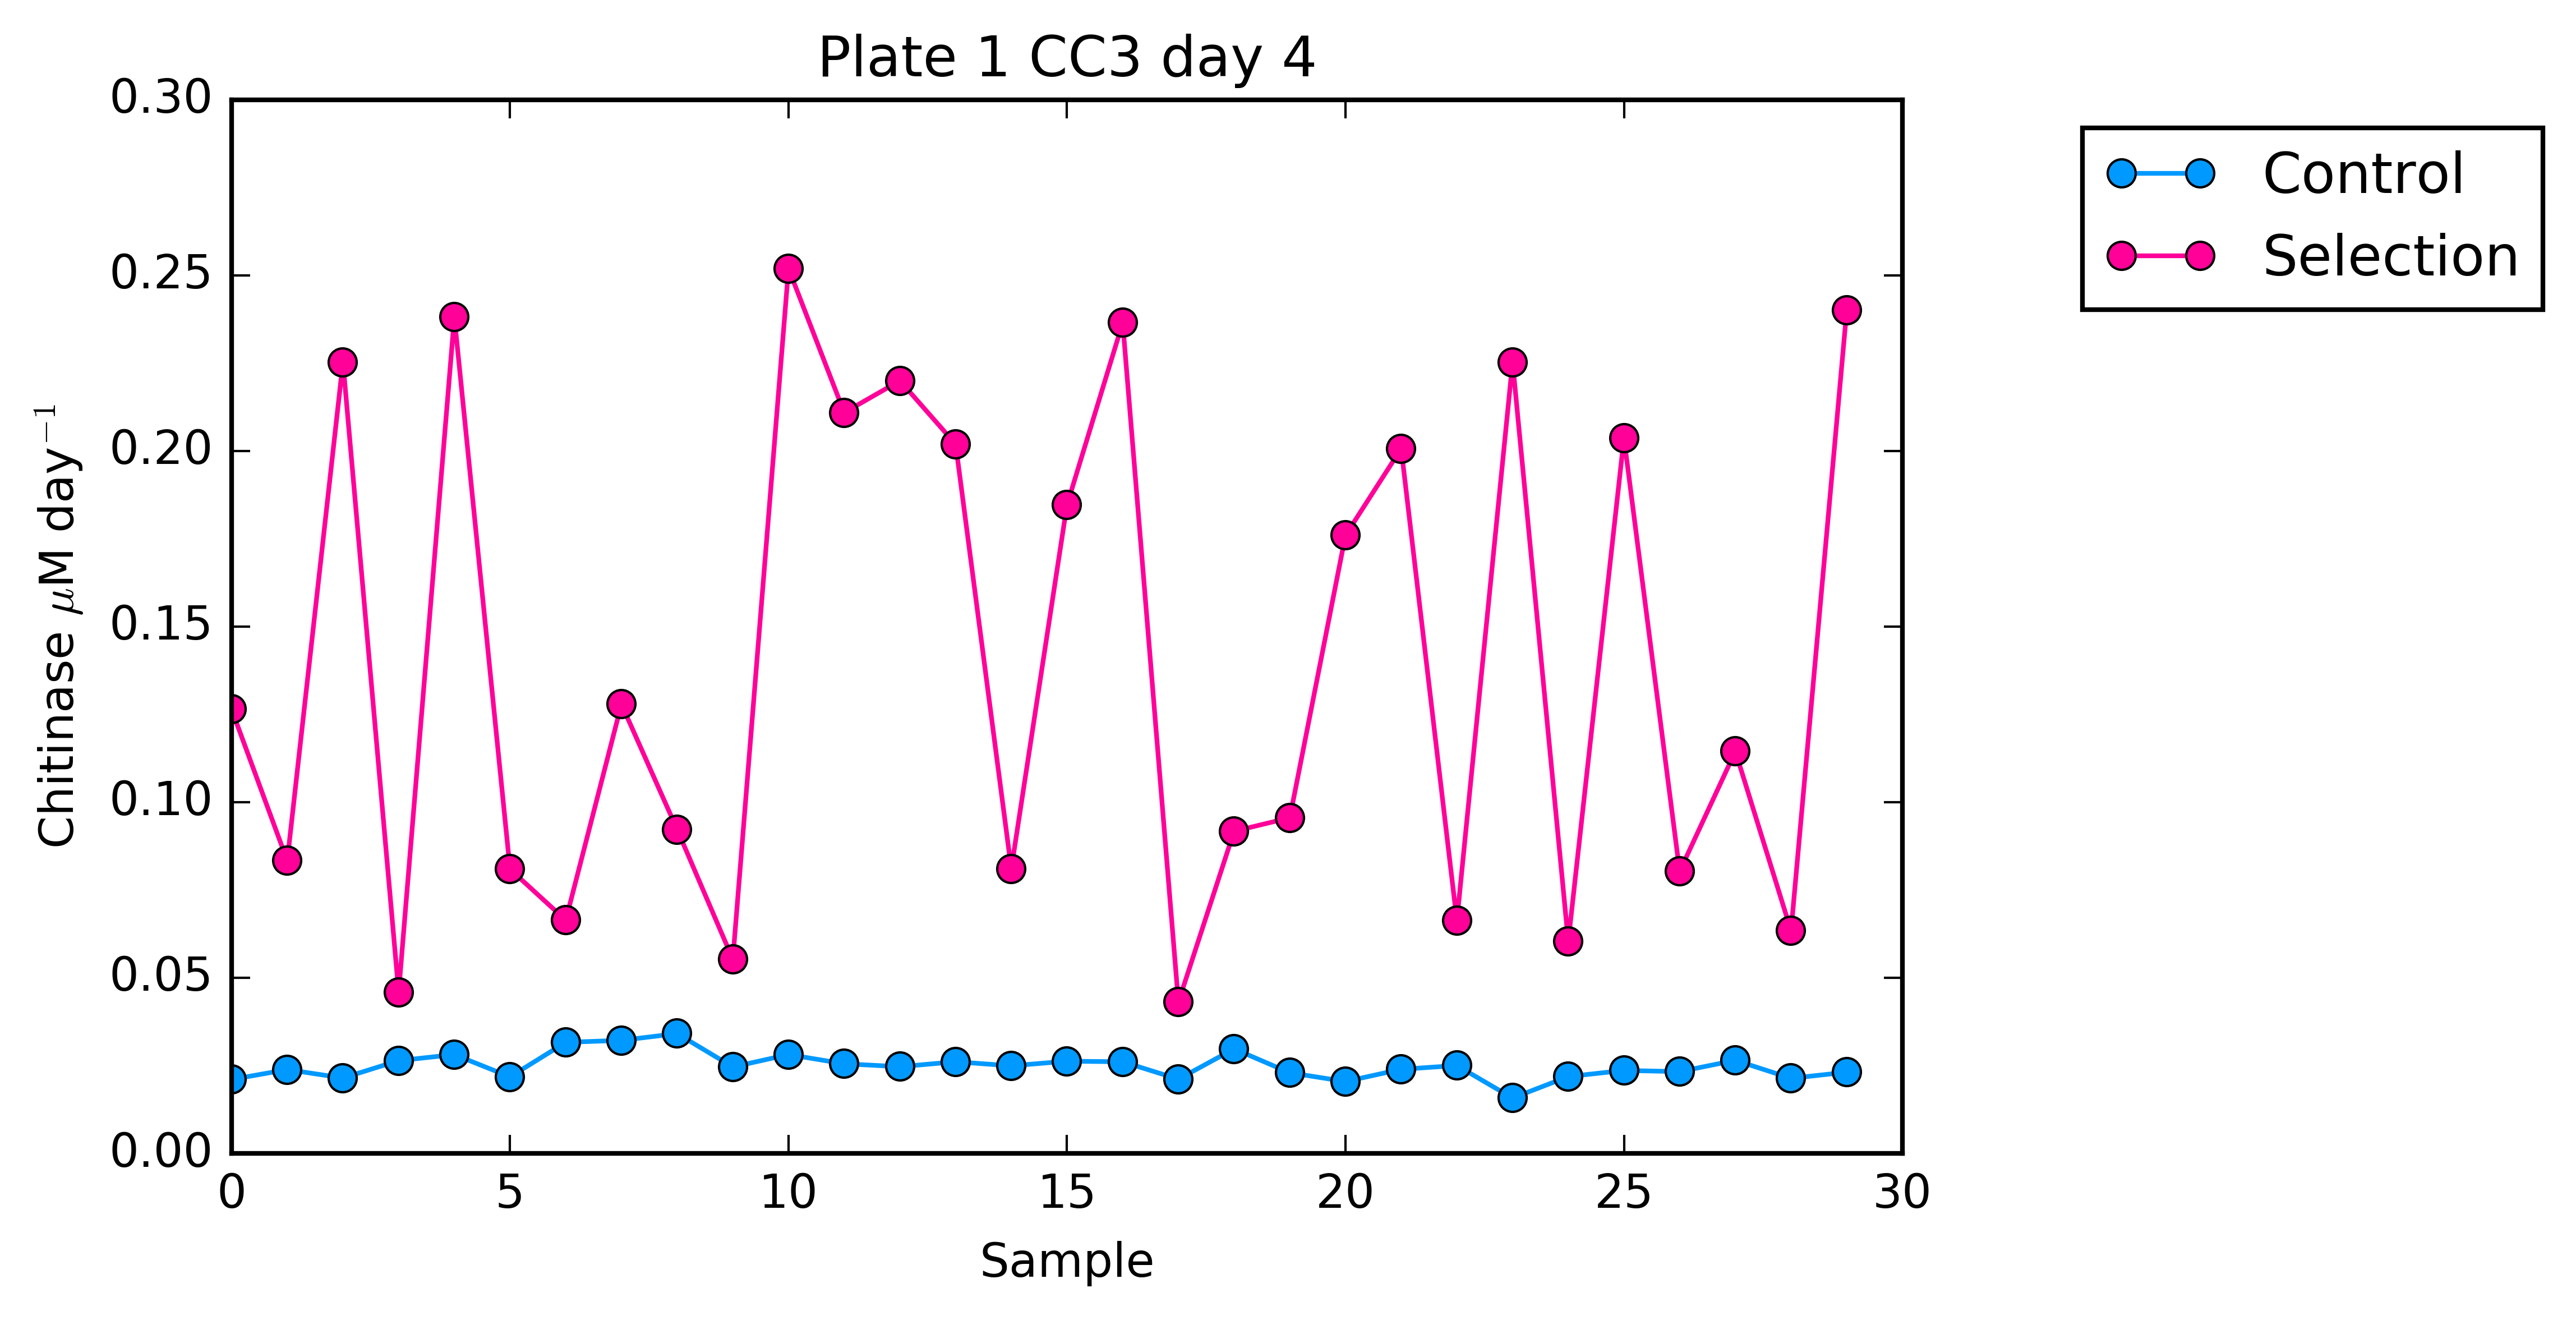 Plate 1 CC3 day 4
0.30
0.25
0.20
0.15
0.10
0.05
0.00
Chitinase μM day⁻¹
0 5 10 15 20 25 30
Sample
Control
Selection